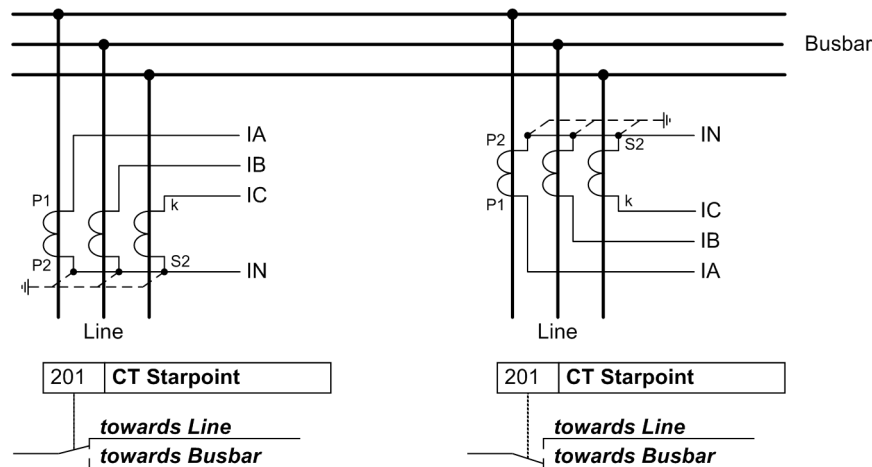 Busbar
IA
IB
IC
IN
P1
P2
k
S2
Line
P2
P1
S2
k
IN
IC
IB
IA
Line
201 CT Starpoint
towards Line
towards Busbar
201 CT Starpoint
towards Line
towards Busbar